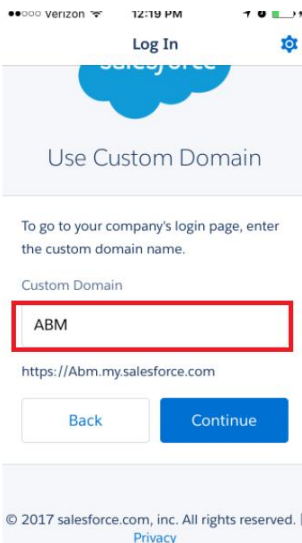 ●●○○○ Verizon 12:19 PM
Log In
salesforce
Use Custom Domain
To go to your company's login page, enter
the custom domain name.
Custom Domain
ABM
https://Abm.my.salesforce.com
Back Continue
© 2017 salesforce.com, inc. All rights reserved. |
Privacy